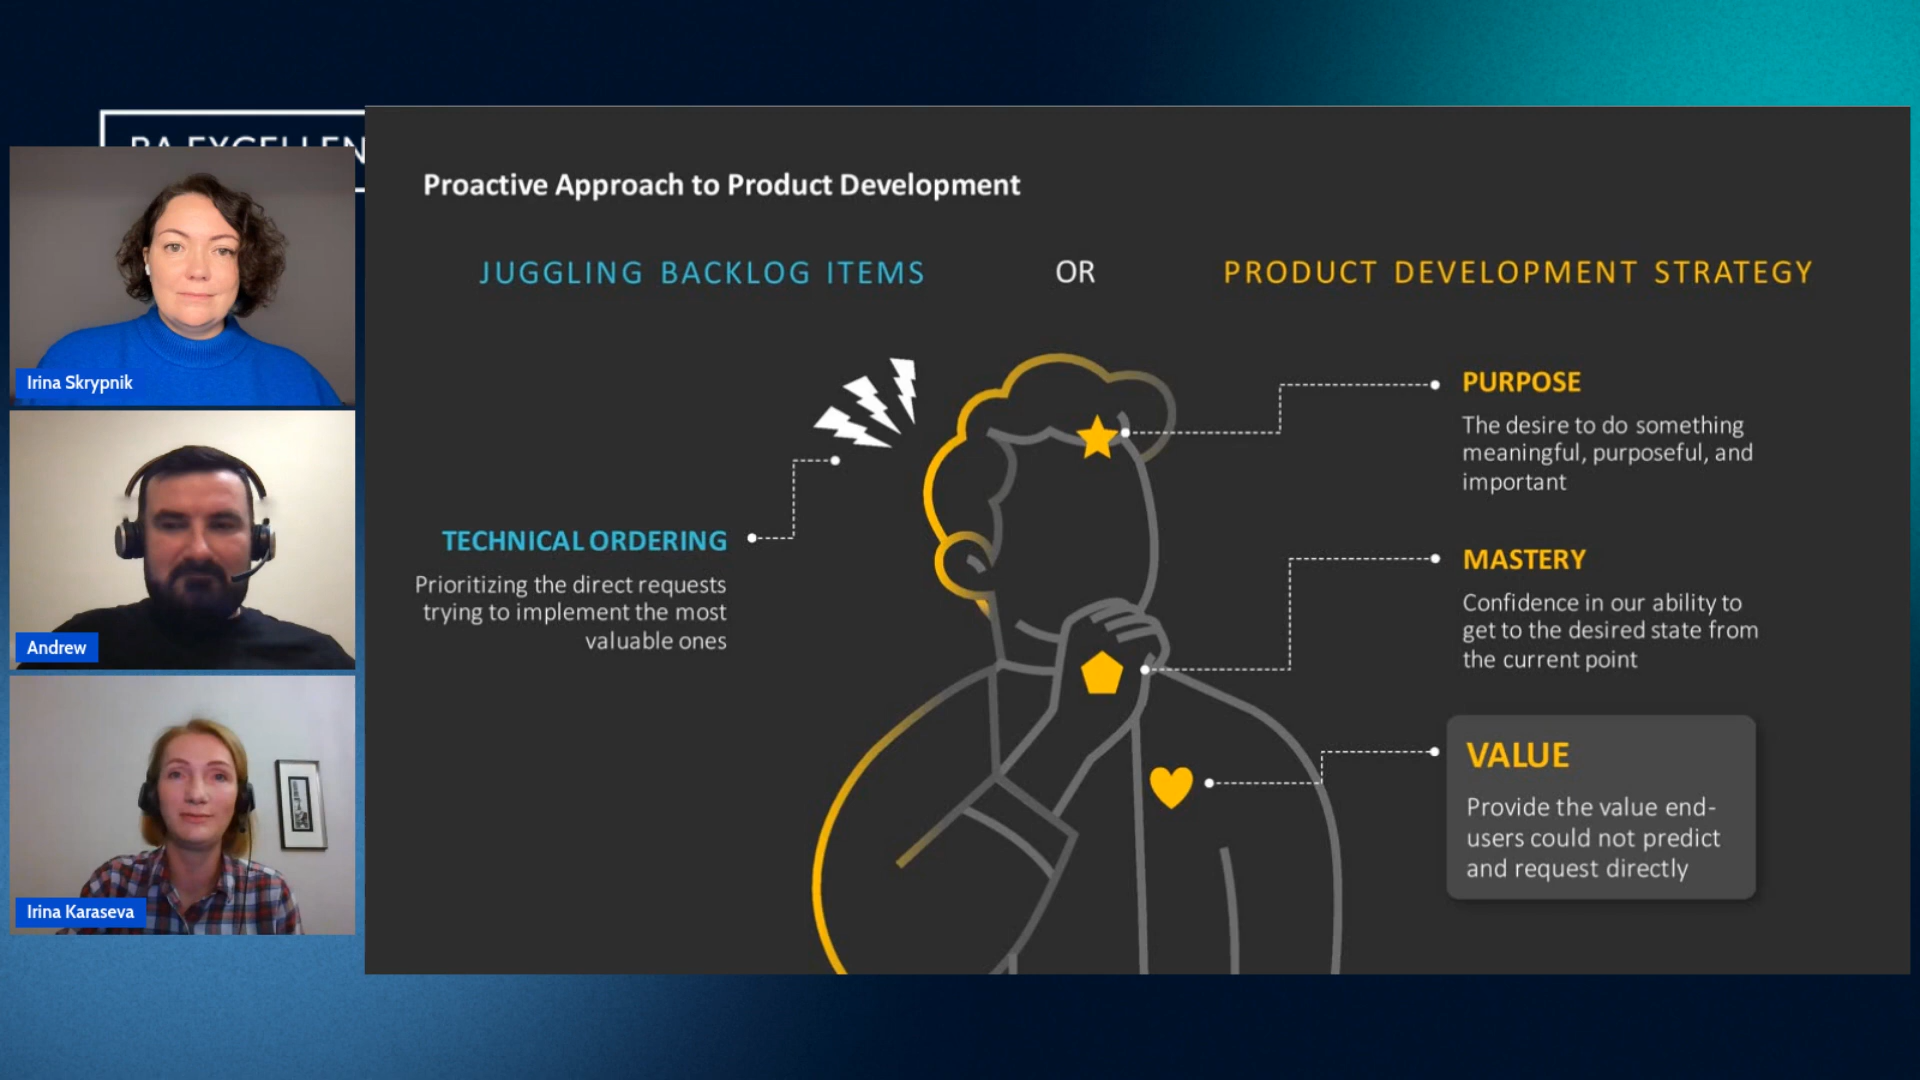 Proactive Approach to Product Development
JUGGLING BACKLOG ITEMS OR PRODUCT DEVELOPMENT STRATEGY
TECHNICAL ORDERING
Prioritizing the direct requests
trying to implement the most
valuable ones
PURPOSE
The desire to do something
meaningful, purposeful, and
important
MASTERY
Confidence in our ability to
get to the desired state from
the current point
VALUE
Provide the value end-
users could not predict
and request directly
Irina Skrypnik
Andrew
Irina Karaseva